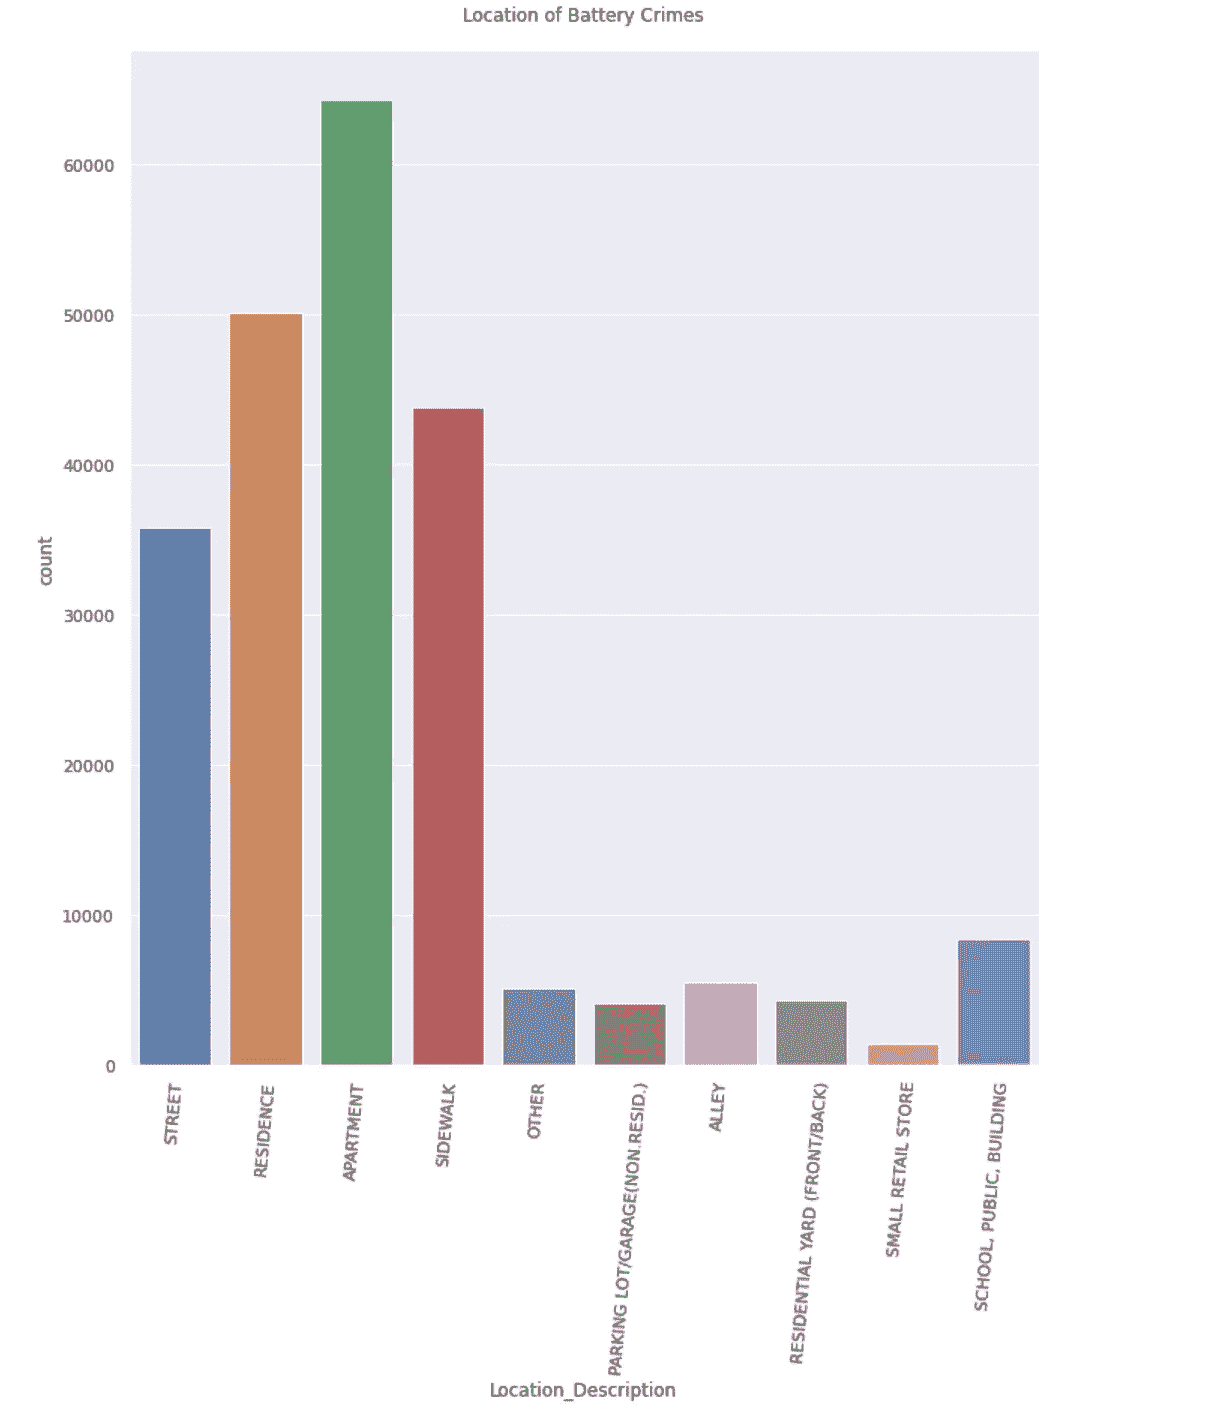 Location of Battery Crimes
60000
50000
40000
30000
20000
10000
0
count
STREET
RESIDENCE
APARTMENT
SIDEWALK
OTHER
PARKING LOT/GARAGE(NON.RESID.)
ALLEY
RESIDENTIAL YARD (FRONT/BACK)
SMALL RETAIL STORE
SCHOOL, PUBLIC, BUILDING
Location_Description